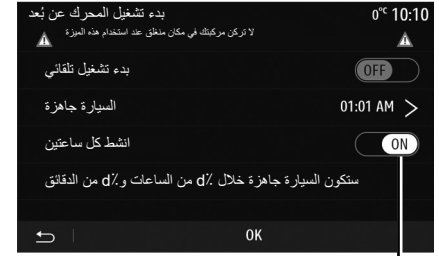 بدء تشغيل المحرك عن بُعد
0°C 10:10
لا تركن مركبتك في مكان منغلق عند استخدام هذه الميزة
بدء تشغيل تلقائي
OFF
السيارة جاهزة
01:01 AM >
انشط كل ساعتين
ON
ستكون السيارة جاهزة خلال ٪d من الساعات و٪d من الدقائق
OK